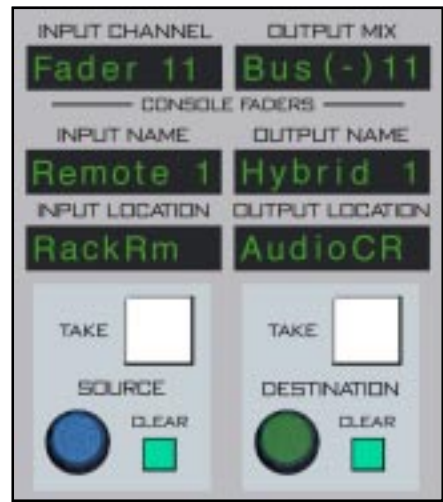 INPUT CHANNEL OUTPUT MIX
Fader 11 Bus(-)11
CONSOLE FADERS
INPUT NAME OUTPUT NAME
Remote 1 Hybrid 1
INPUT LOCATION OUTPUT LOCATION
RackRm AudioCR
TAKE TAKE
SOURCE DESTINATION
CLEAR CLEAR